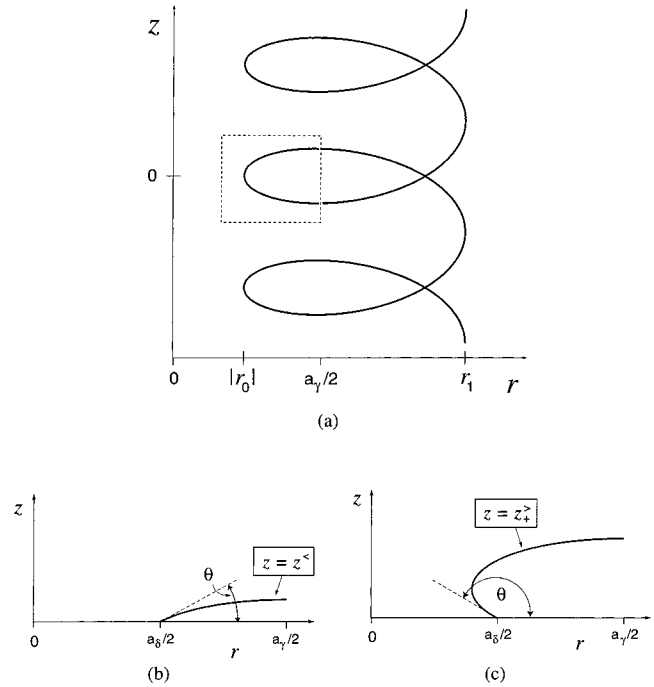 z
0
0 |r₀| aγ/2 r₁ r
(a)
z
θ
z = z<
0 aδ/2 r aγ/2
(b)
z
z = z₊>
θ
0 aδ/2 r aγ/2
(c)